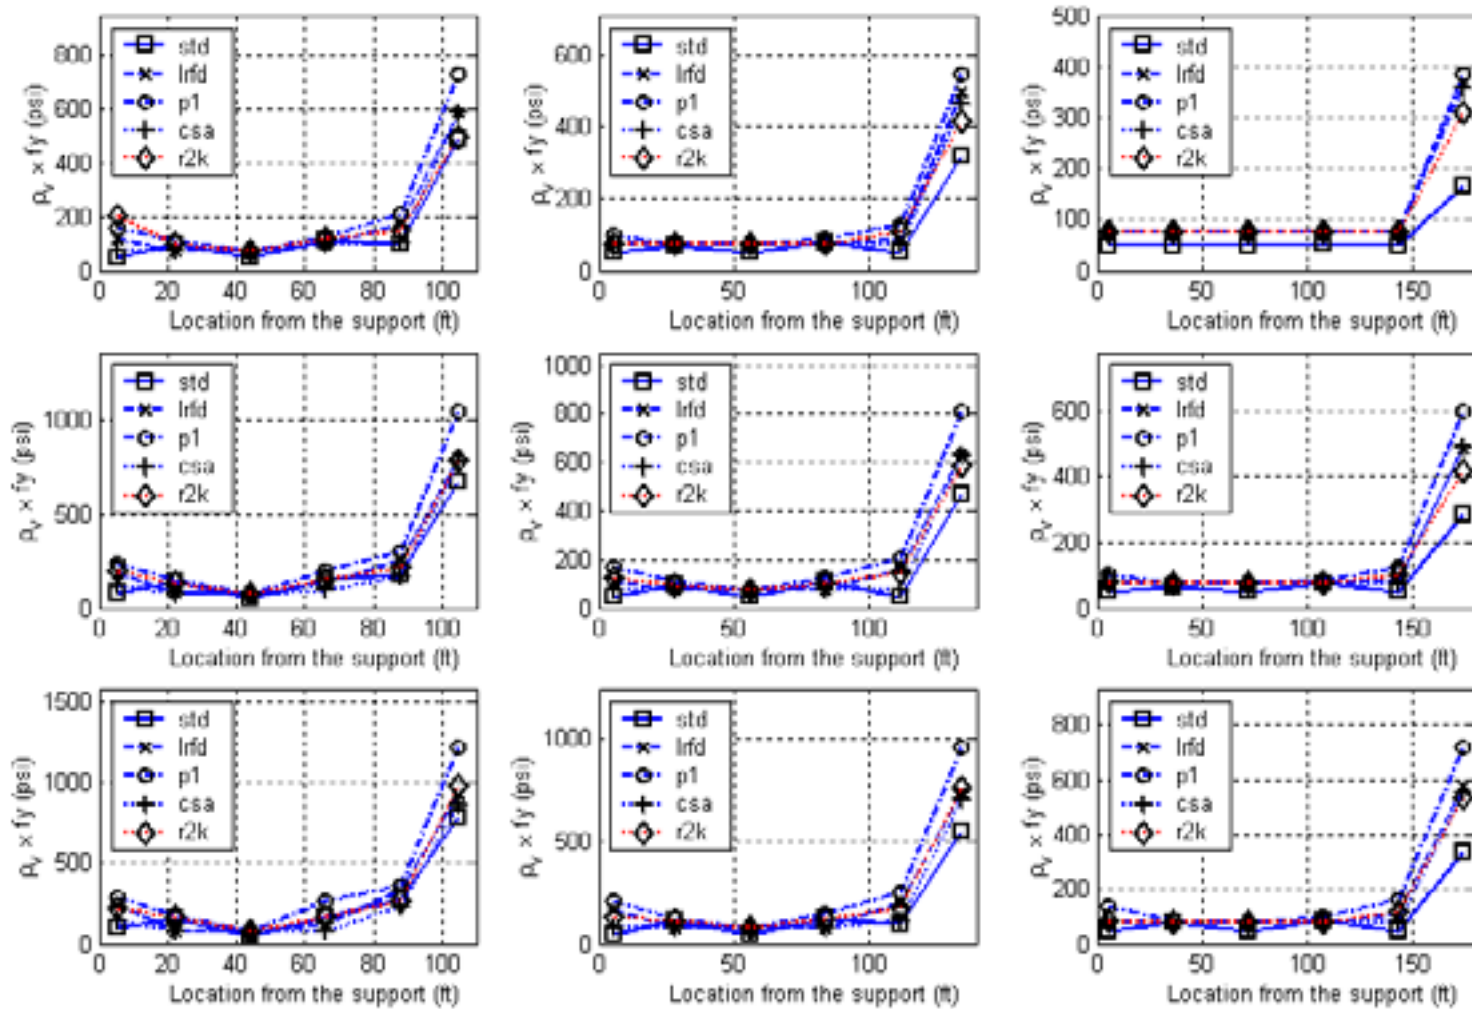 800
600
400
200
0
ρv × fy (psi)
std
lrfd
p1
csa
r2k
0 20 40 60 80 100
Location from the support (ft)
600
400
200
0
ρv × fy (psi)
std
lrfd
p1
csa
r2k
0 50 100
Location from the support (ft)
500
400
300
200
100
0
ρv × fy (psi)
std
lrfd
p1
csa
r2k
0 50 100 150
Location from the support (ft)
1000
500
0
ρv × fy (psi)
std
lrfd
p1
csa
r2k
0 20 40 60 80 100
Location from the support (ft)
1000
800
600
400
200
0
ρv × fy (psi)
std
lrfd
p1
csa
r2k
0 50 100
Location from the support (ft)
600
400
200
0
ρv × fy (psi)
std
lrfd
p1
csa
r2k
0 50 100 150
Location from the support (ft)
1500
1000
500
0
ρv × fy (psi)
std
lrfd
p1
csa
r2k
0 20 40 60 80 100
Location from the support (ft)
1000
500
0
ρv × fy (psi)
std
lrfd
p1
csa
r2k
0 50 100
Location from the support (ft)
800
600
400
200
0
ρv × fy (psi)
std
lrfd
p1
csa
r2k
0 50 100 150
Location from the support (ft)